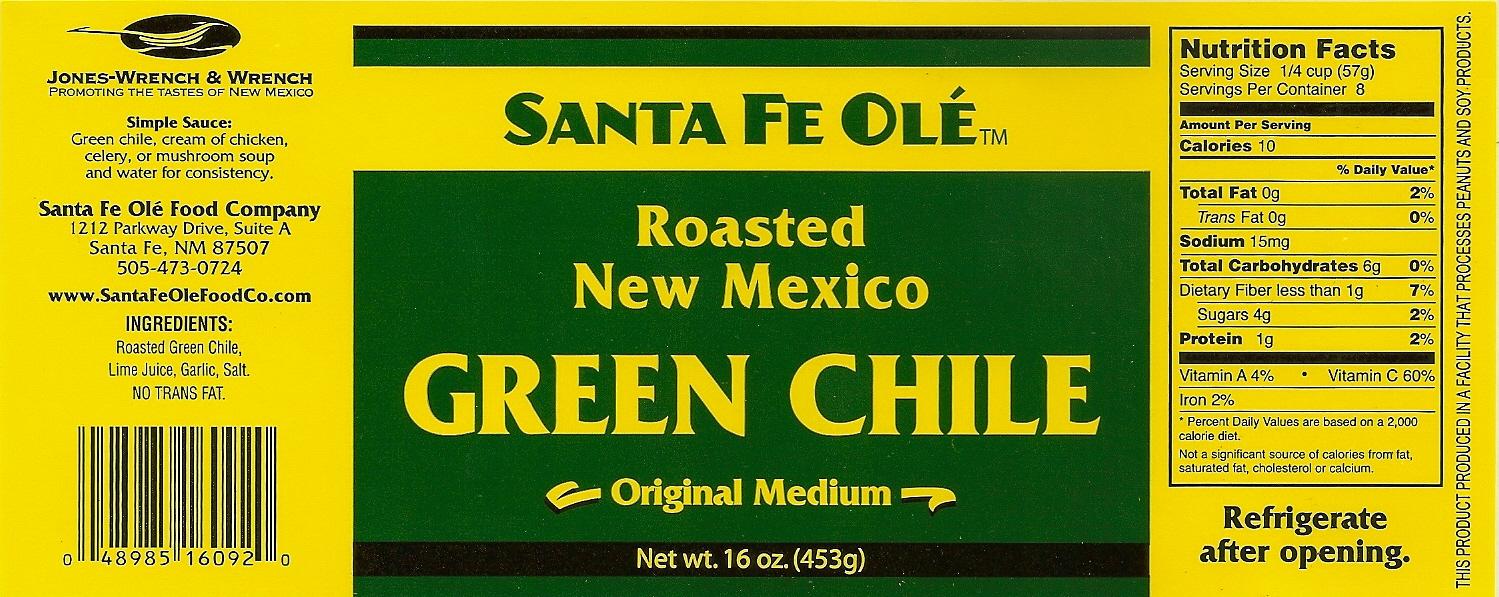 JONES-WRENCH & WRENCH
PROMOTING THE TASTES OF NEW MEXICO
Simple Sauce:
Green chile, cream of chicken,
celery, or mushroom soup
and water for consistency.
Santa Fe Olé Food Company
1212 Parkway Drive, Suite A
Santa Fe, NM 87507
505-473-0724
www.SantaFeOleFoodCo.com
INGREDIENTS:
Roasted Green Chile,
Lime Juice, Garlic, Salt.
NO TRANS FAT.
0 48985 16092 0
SANTA FE OLÉ TM
Roasted
New Mexico
GREEN CHILE
Original Medium
Net wt. 16 oz. (453g)
Nutrition Facts
Serving Size 1/4 cup (57g)
Servings Per Container 8
Amount Per Serving
Calories 10
% Daily Value*
Total Fat 0g 2%
Trans Fat 0g 0%
Sodium 15mg
Total Carbohydrates 6g 0%
Dietary Fiber less than 1g 7%
Sugars 4g 2%
Protein 1g 2%
Vitamin A 4% • Vitamin C 60%
Iron 2%
* Percent Daily Values are based on a 2,000
calorie diet.
Not a significant source of calories from fat,
saturated fat, cholesterol or calcium.
Refrigerate
after opening.
THIS PRODUCT PRODUCED IN A FACILITY THAT PROCESSES PEANUTS AND SOY PRODUCTS.